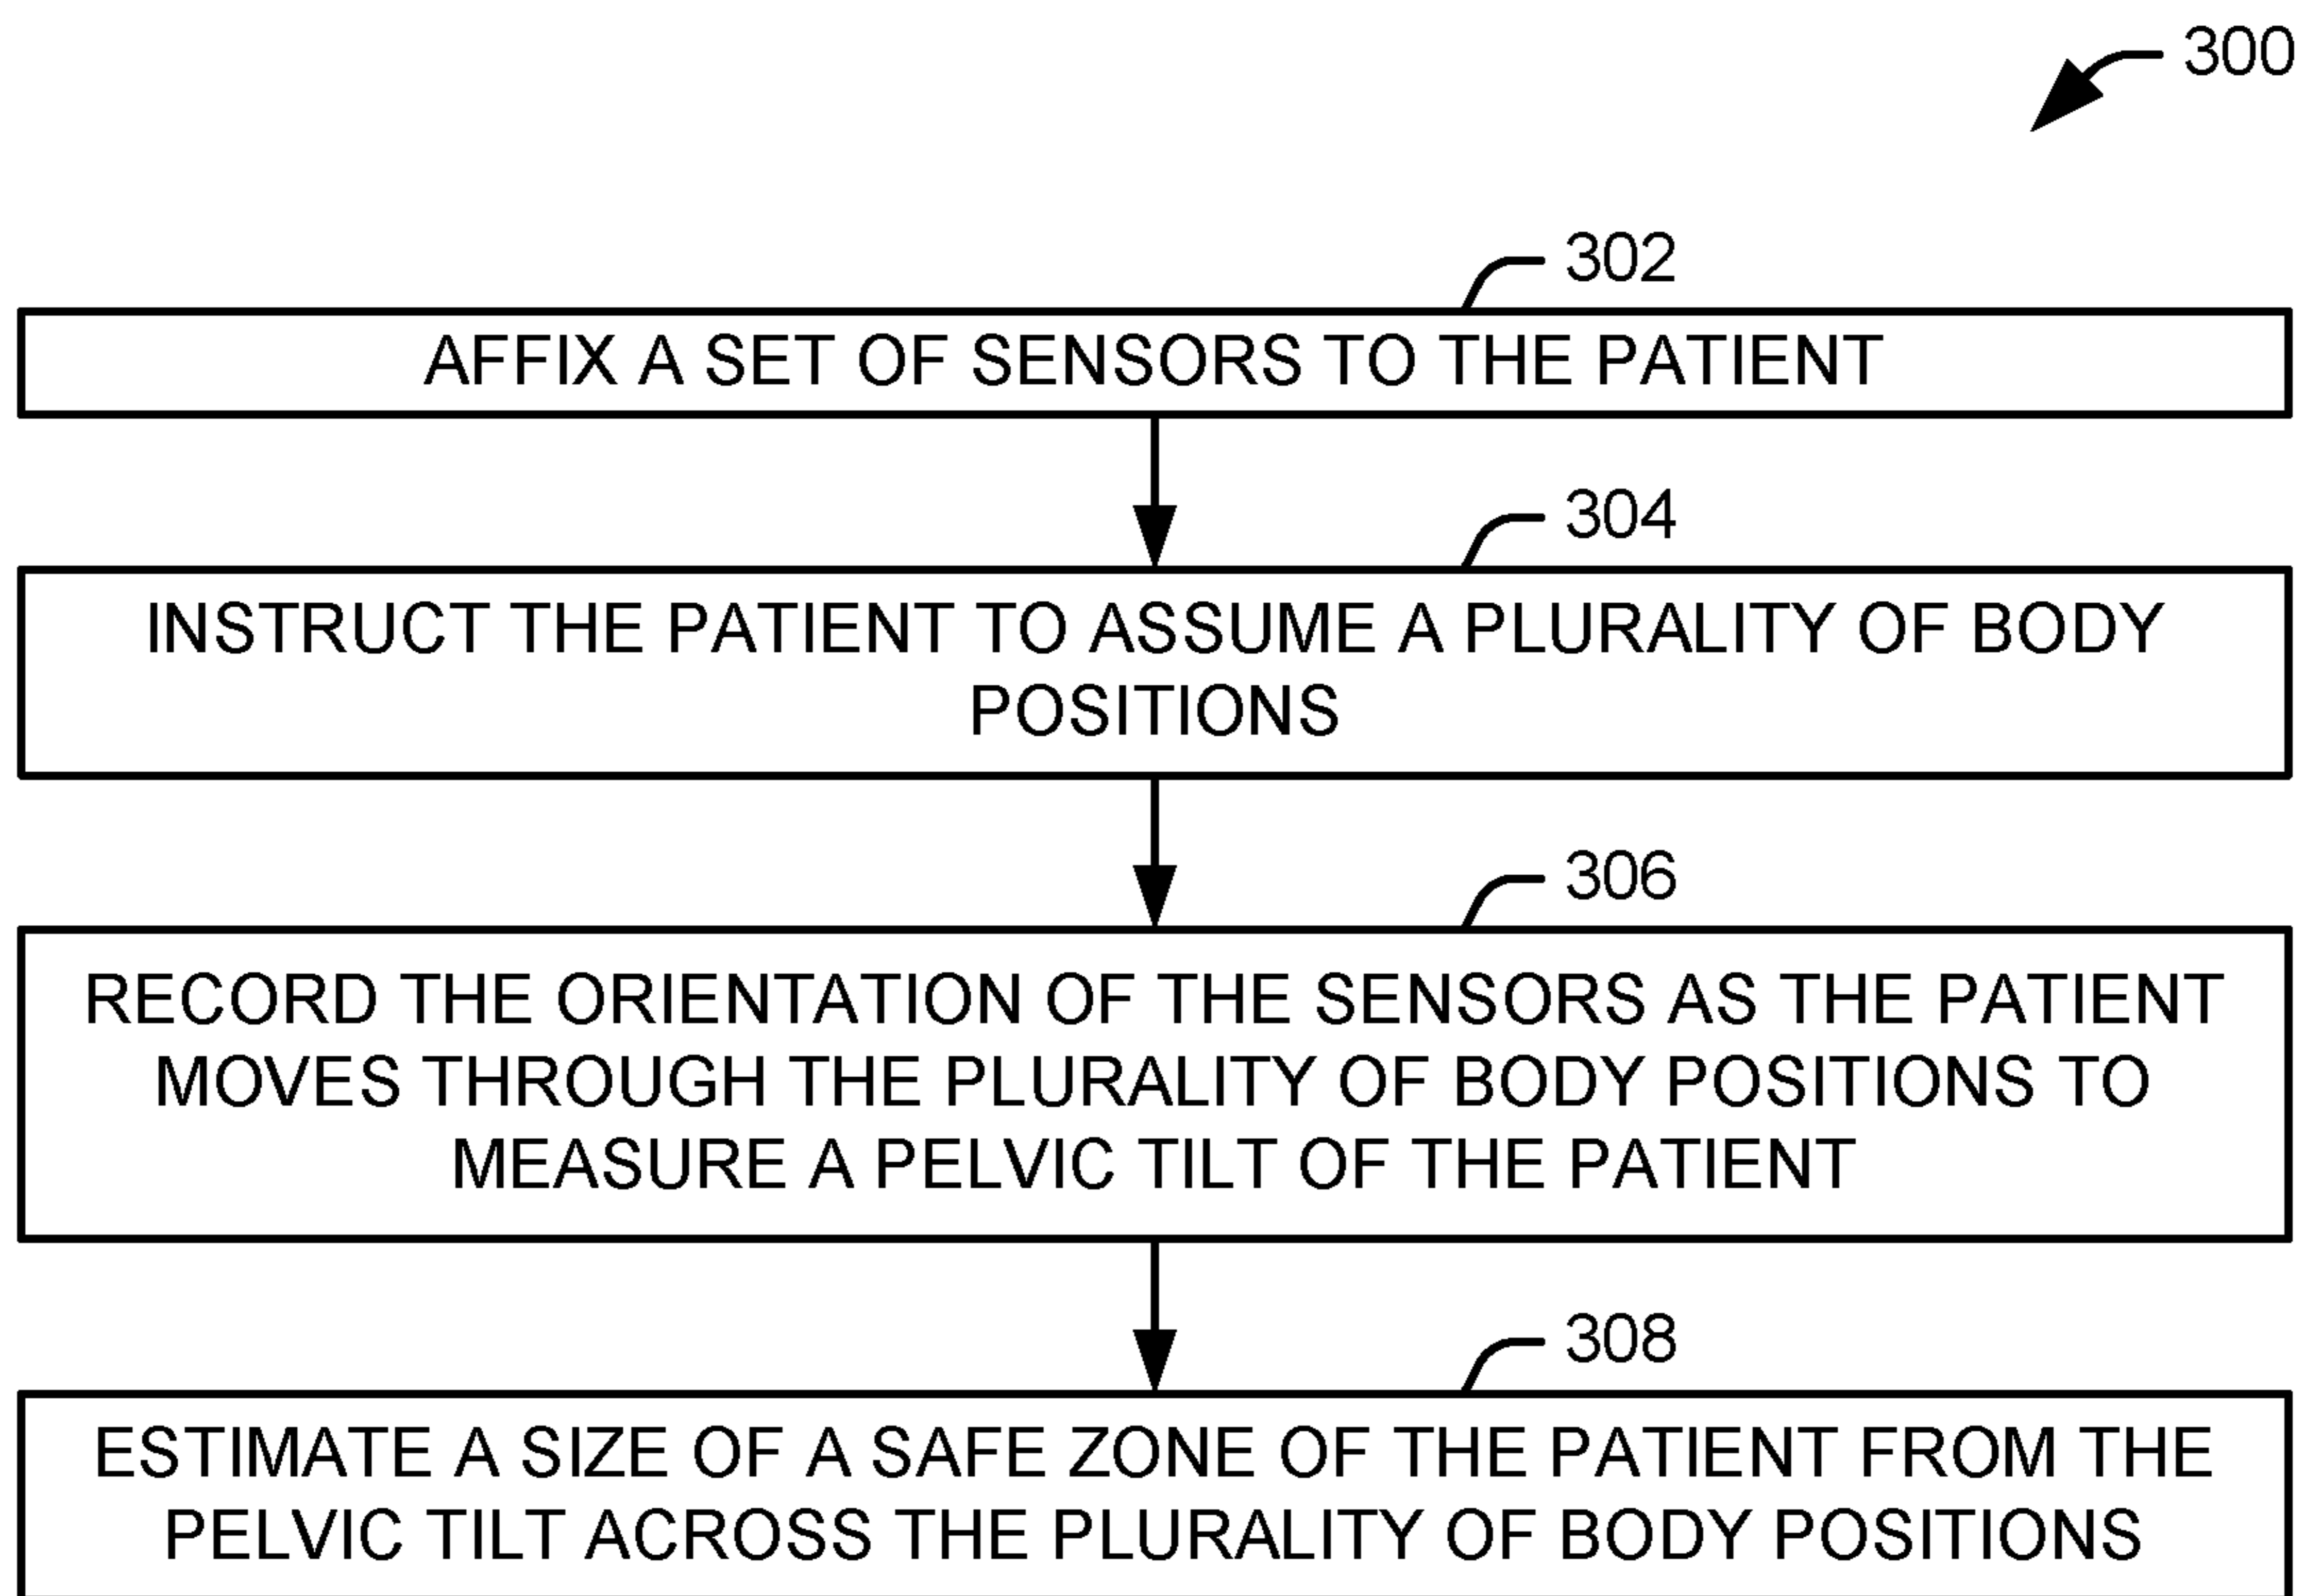 300
302
AFFIX A SET OF SENSORS TO THE PATIENT
304
INSTRUCT THE PATIENT TO ASSUME A PLURALITY OF BODY
POSITIONS
306
RECORD THE ORIENTATION OF THE SENSORS AS THE PATIENT
MOVES THROUGH THE PLURALITY OF BODY POSITIONS TO
MEASURE A PELVIC TILT OF THE PATIENT
308
ESTIMATE A SIZE OF A SAFE ZONE OF THE PATIENT FROM THE
PELVIC TILT ACROSS THE PLURALITY OF BODY POSITIONS